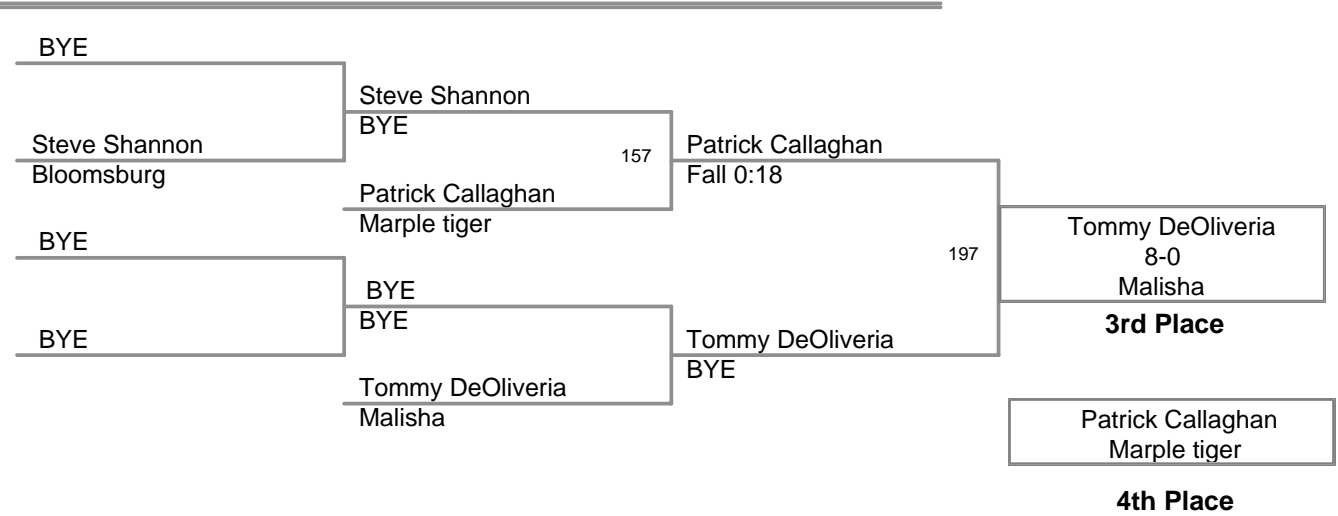 BYE
Steve Shannon
BYE
Steve Shannon
Bloomsburg
157
Patrick Callaghan
Fall 0:18
Patrick Callaghan
Marple tiger
BYE
197
Tommy DeOliveria
8-0
Malisha
3rd Place
BYE
BYE
BYE
Tommy DeOliveria
BYE
Tommy DeOliveria
Malisha
Patrick Callaghan
Marple tiger
4th Place